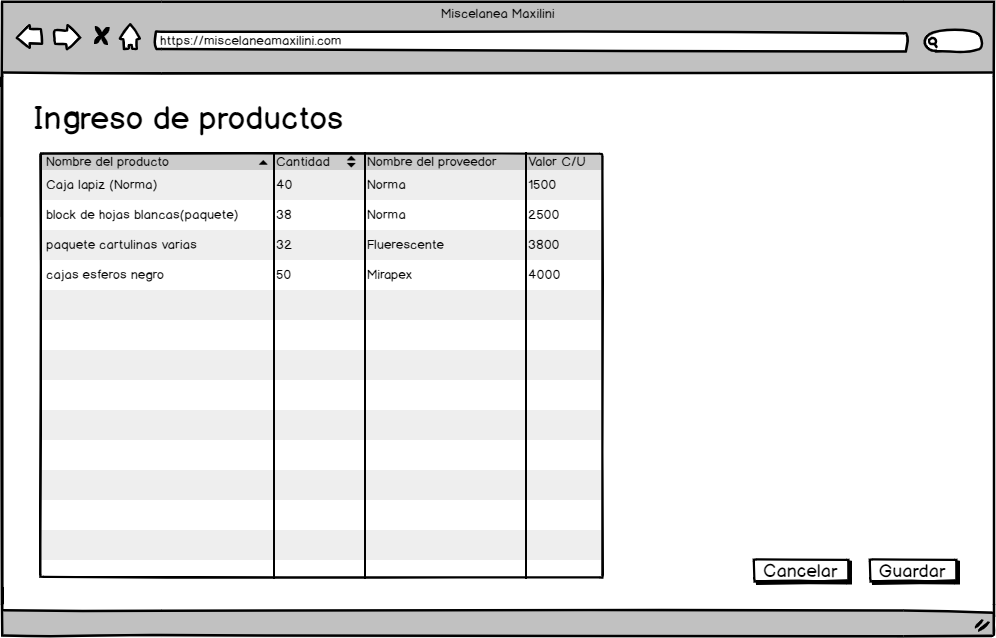 Miscelanea Maxilini
https://miscelaneamaxilini.com
Ingreso de productos
Nombre del producto Cantidad Nombre del proveedor Valor C/U
Caja lapiz (Norma) 40 Norma 1500
block de hojas blancas(paquete) 38 Norma 2500
paquete cartulinas varias 32 Fluerescente 3800
cajas esferos negro 50 Mirapex 4000
Cancelar Guardar